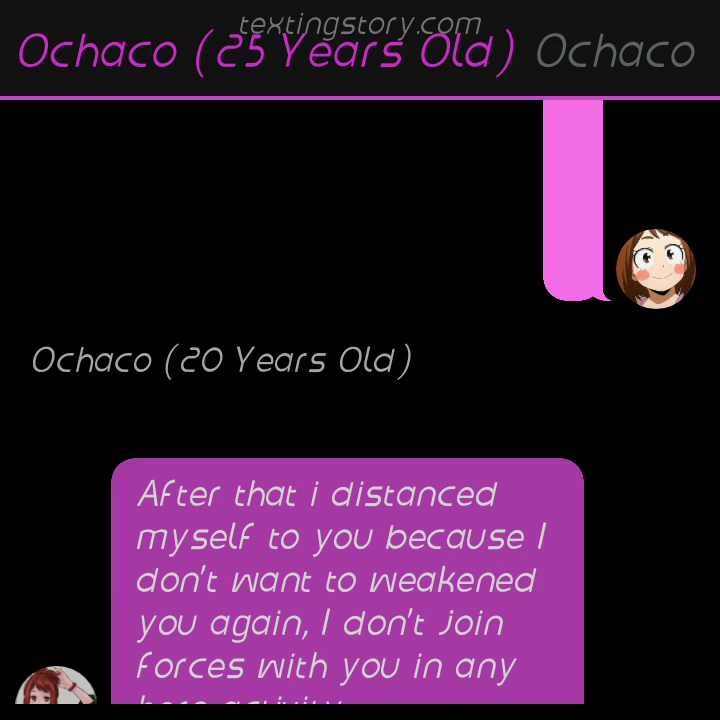 textingstory.com
Ochaco (25 Years Old) Ochaco
Ochaco (20 Years Old)
After that i distanced
myself to you because I
don't want to weakened
you again, I don't join
forces with you in any